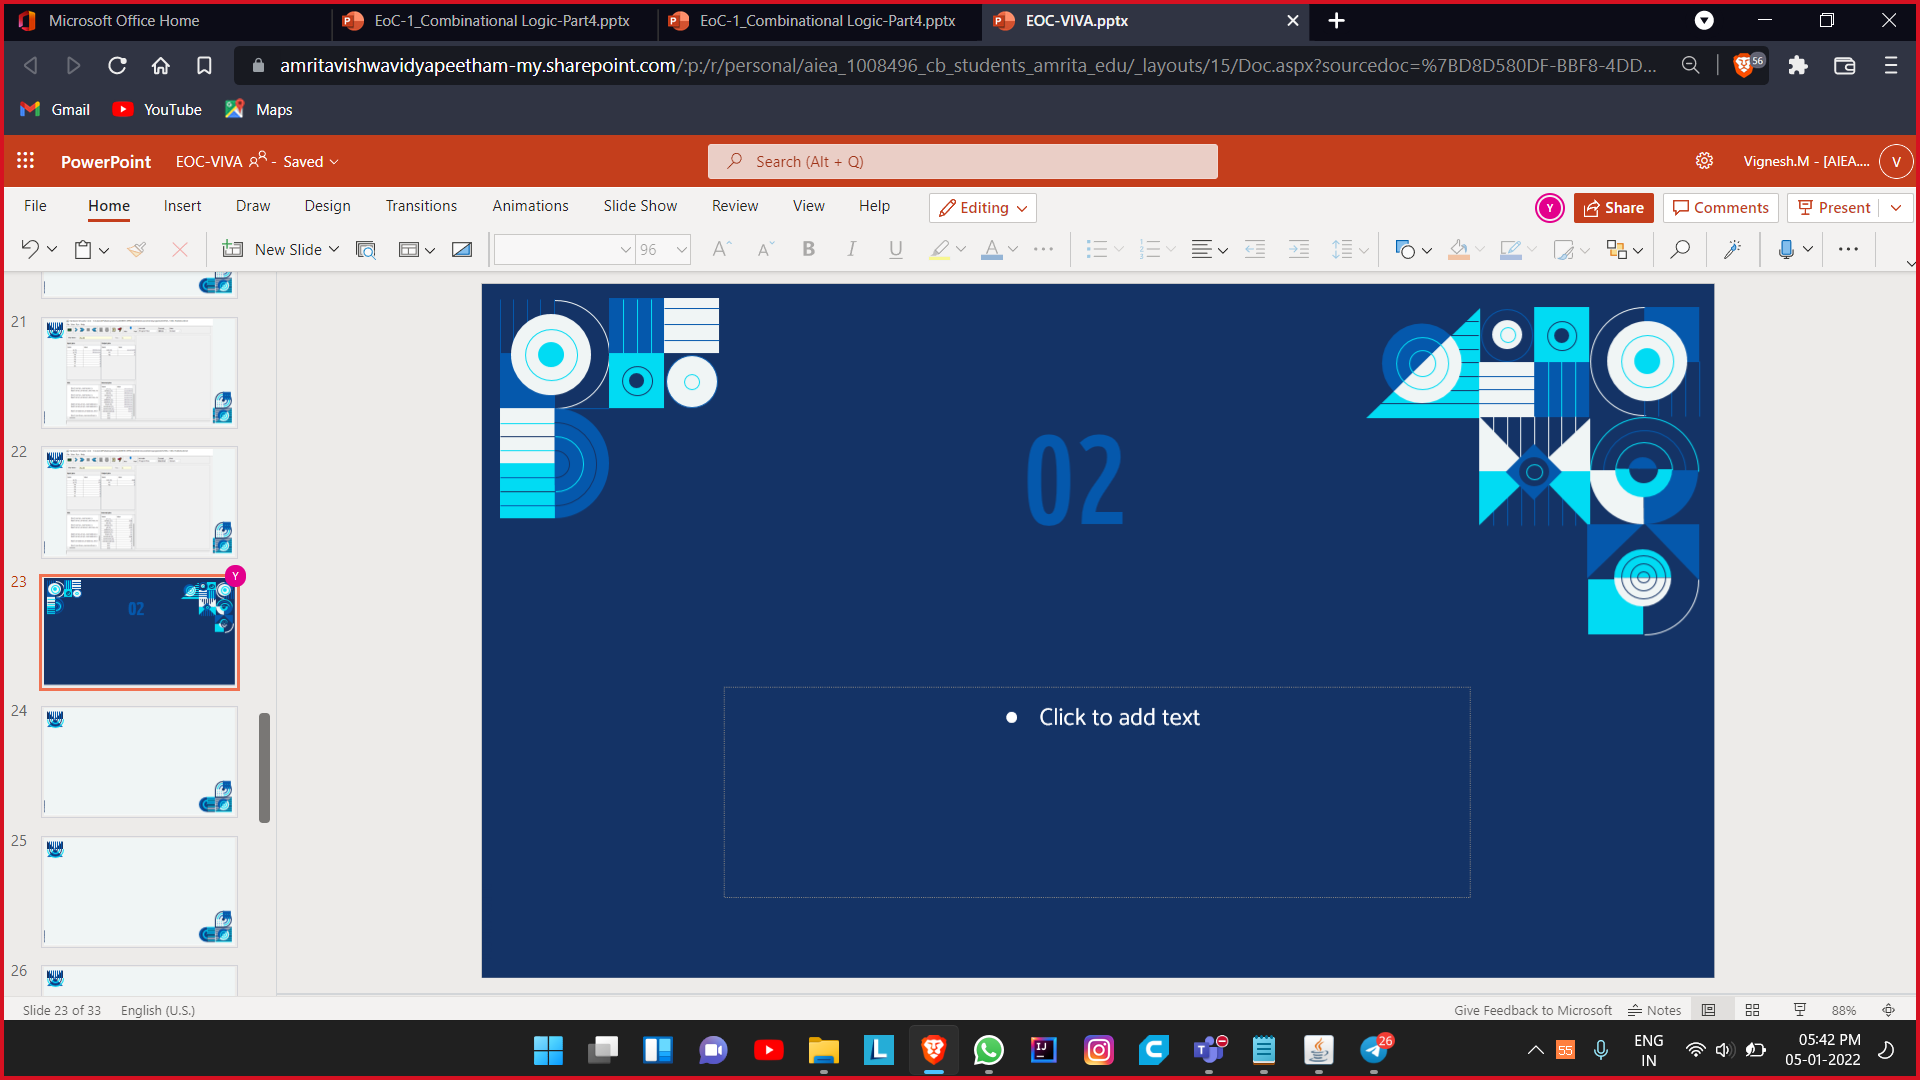 Microsoft Office Home
EoC-1_Combinational Logic-Part4.pptx
EoC-1_Combinational Logic-Part4.pptx
EOC-VIVA.pptx
amritavishwavidyapeetham-my.sharepoint.com/:p:/r/personal/aiea_1008496_cb_students_amrita_edu/_layouts/15/Doc.aspx?sourcedoc=%7BD8D580DF-BBF8-4DD...
56
Gmail
YouTube
Maps
PowerPoint
EOC-VIVA - Saved
Search (Alt + Q)
Vignesh.M - [AIEA....
V
File
Home
Insert
Draw
Design
Transitions
Animations
Slide Show
Review
View
Help
Editing
Y
Share
Comments
Present
New Slide
96
21
22
23
Y
02
24
25
26
02
Click to add text
Slide 23 of 33
English (U.S.)
Give Feedback to Microsoft
Notes
88%
26
55
ENG
IN
05:42 PM
05-01-2022